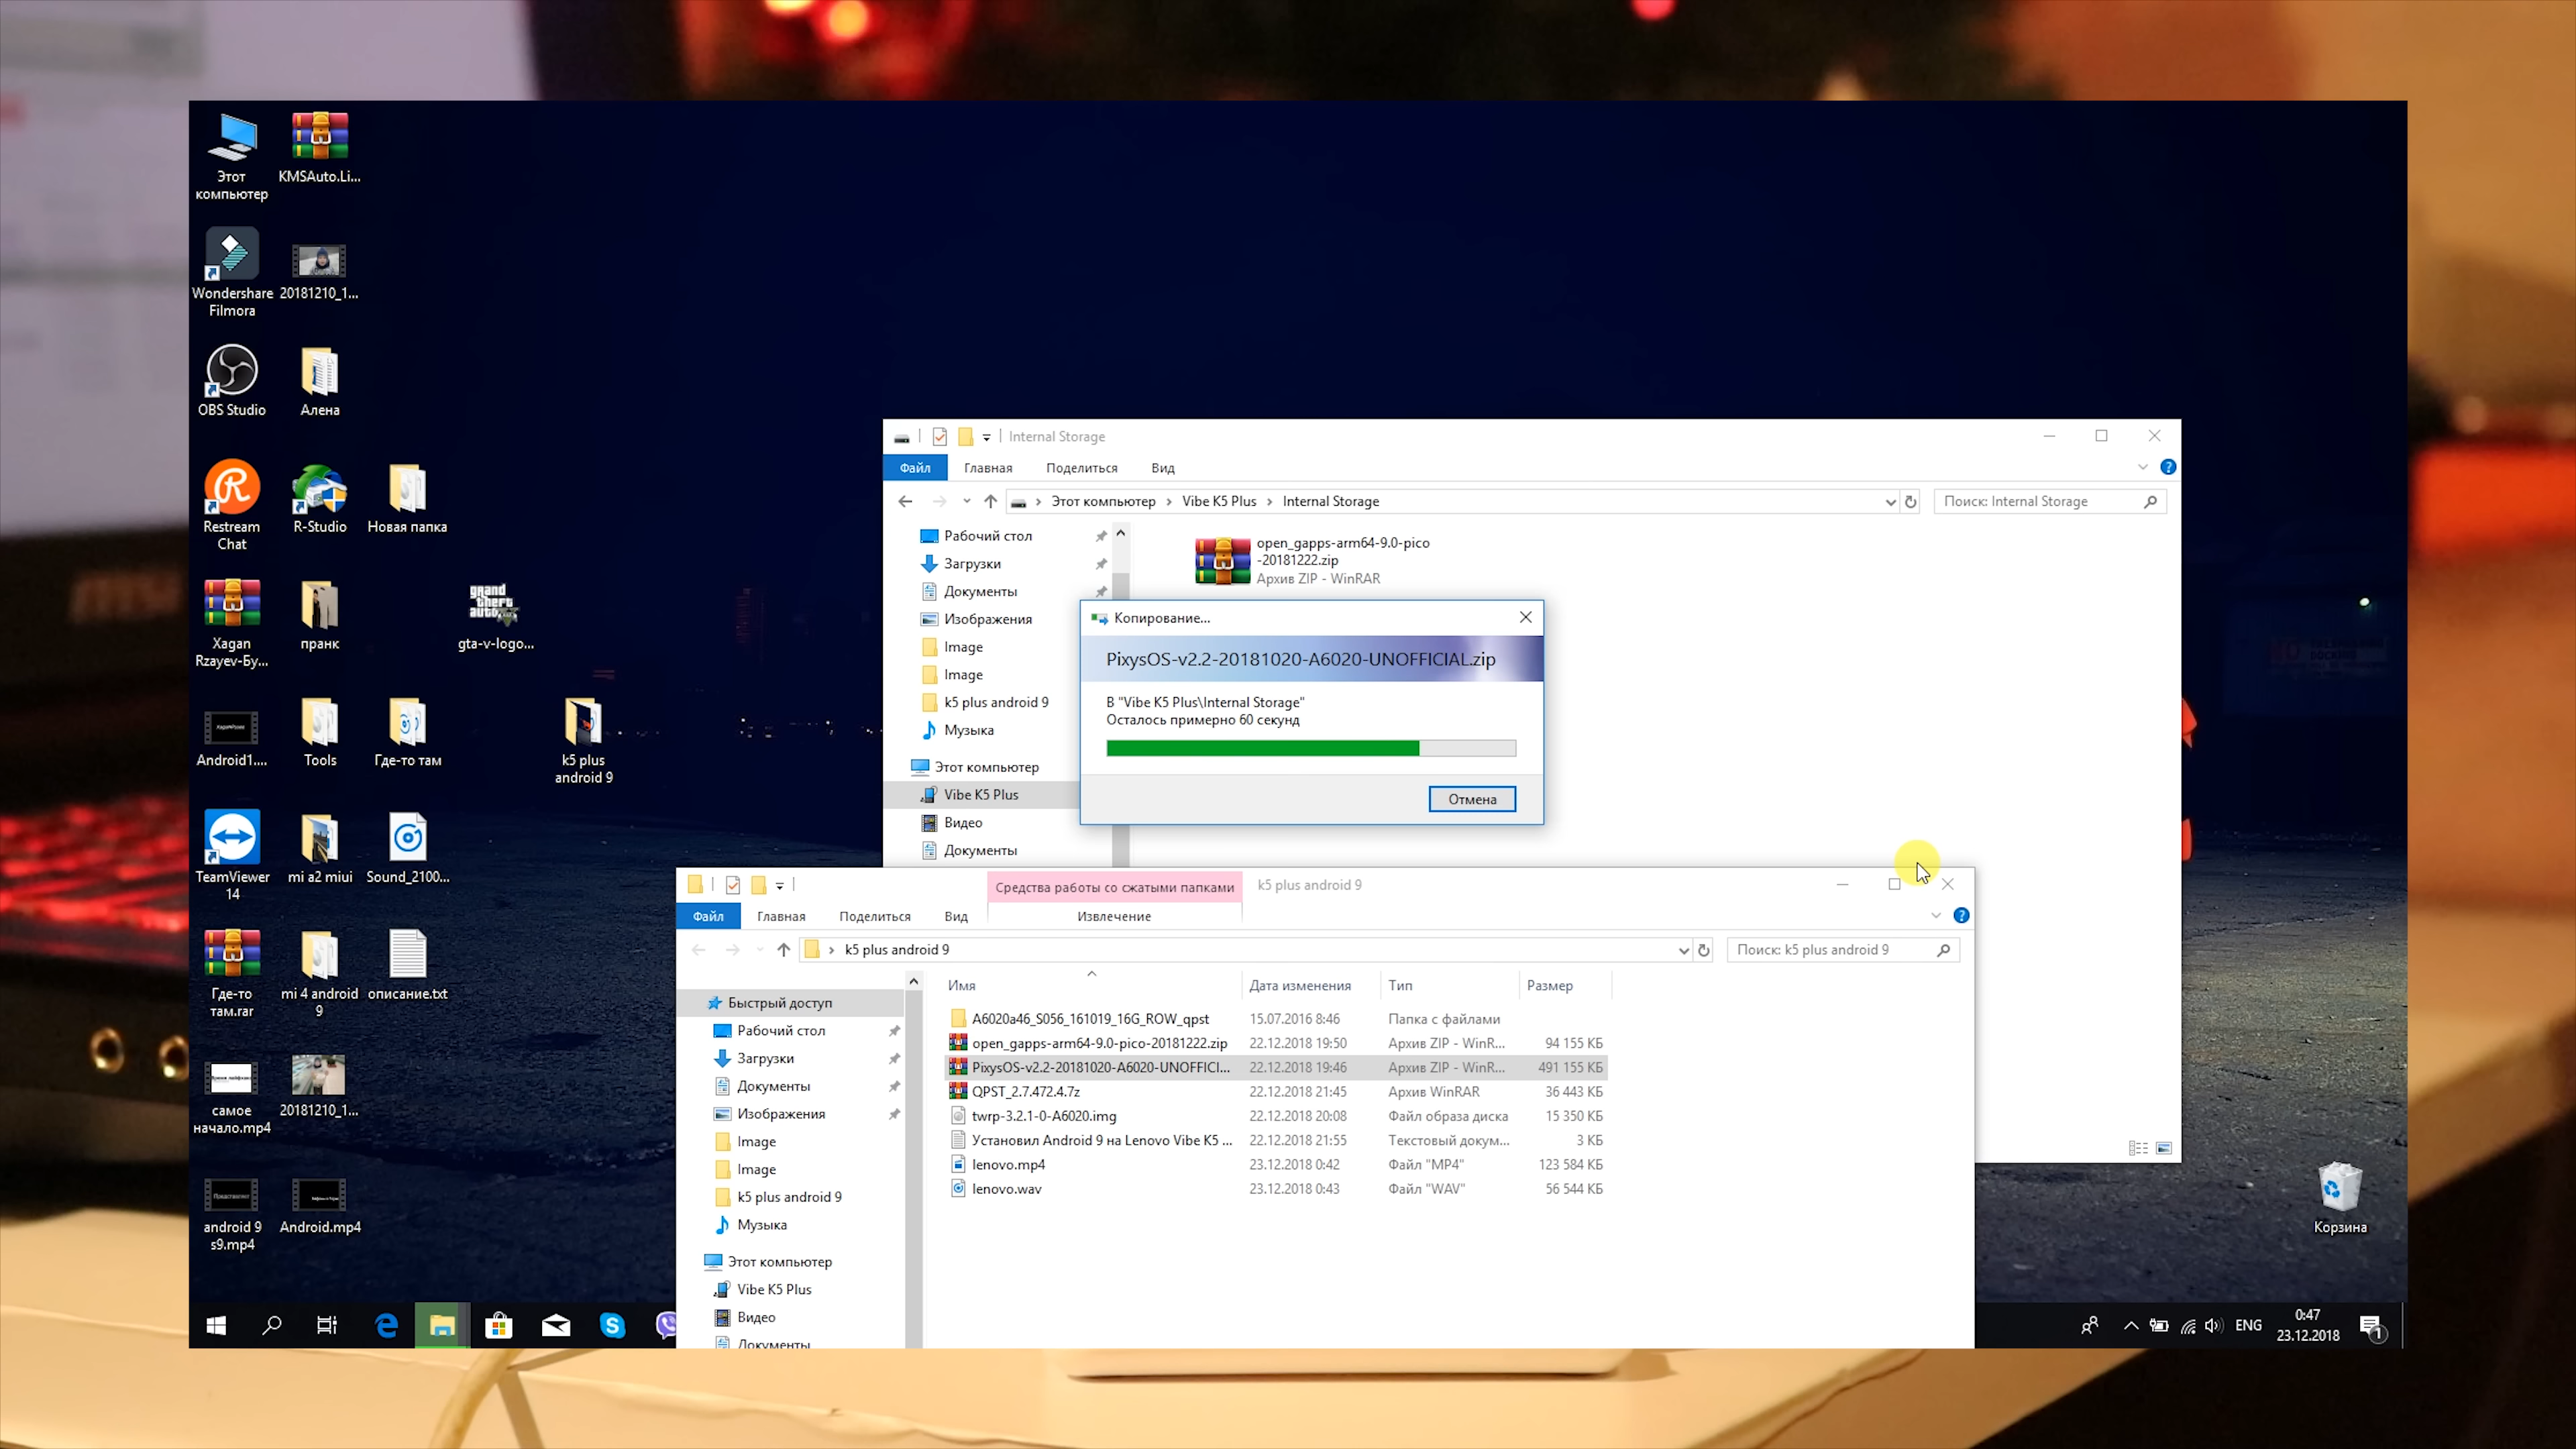 Этот
компьютер
KMSAuto.Li...
Wondershare
Filmora
20181210_1...
OBS Studio
Алена
Restream
Chat
R-Studio
Новая папка
Xagan
Rzayev-Бу...
пранк
grand
theft
auto
gta-v-logo...
Android1....
Tools
Где-то там
k5 plus
android 9
TeamViewer
14
mi a2 miui
Sound_2100...
Где-то
там.rar
mi 4 android
9
описание.txt
самое
начало.mp4
20181210_1...
android 9
s9.mp4
Android.mp4
Internal Storage
Файл Главная Поделиться Вид
Этот компьютер > Vibe K5 Plus > Internal Storage
Поиск: Internal Storage
Рабочий стол
Загрузки
Документы
Изображения
Image
Image
k5 plus android 9
Музыка
Этот компьютер
Vibe K5 Plus
Видео
Документы
open_gapps-arm64-9.0-pico
-20181222.zip
Архив ZIP - WinRAR
Копирование...
PixysOS-v2.2-20181020-A6020-UNOFFICIAL.zip
В "Vibe K5 Plus\Internal Storage"
Осталось примерно 60 секунд
Отмена
Средства работы со сжатыми папками k5 plus android 9
Файл Главная Поделиться Вид Извлечение
k5 plus android 9
Поиск: k5 plus android 9
Быстрый доступ
Рабочий стол
Загрузки
Документы
Изображения
Image
Image
k5 plus android 9
Музыка
Этот компьютер
Vibe K5 Plus
Видео
Документы
Имя Дата изменения Тип Размер
A6020a46_S056_161019_16G_ROW_qpst 15.07.2016 8:46 Папка с файлами
open_gapps-arm64-9.0-pico-20181222.zip 22.12.2018 19:50 Архив ZIP - WinR... 94 155 КБ
PixysOS-v2.2-20181020-A6020-UNOFFICI... 22.12.2018 19:46 Архив ZIP - WinR... 491 155 КБ
QPST_2.7.472.4.7z 22.12.2018 21:45 Архив WinRAR 36 443 КБ
twrp-3.2.1-0-A6020.img 22.12.2018 20:08 Файл образа диска 15 350 КБ
Установил Android 9 на Lenovo Vibe K5 ... 22.12.2018 21:55 Текстовый докум... 3 КБ
lenovo.mp4 23.12.2018 0:42 Файл "MP4" 123 584 КБ
lenovo.wav 23.12.2018 0:43 Файл "WAV" 56 544 КБ
Корзина
ENG
0:47
23.12.2018
1